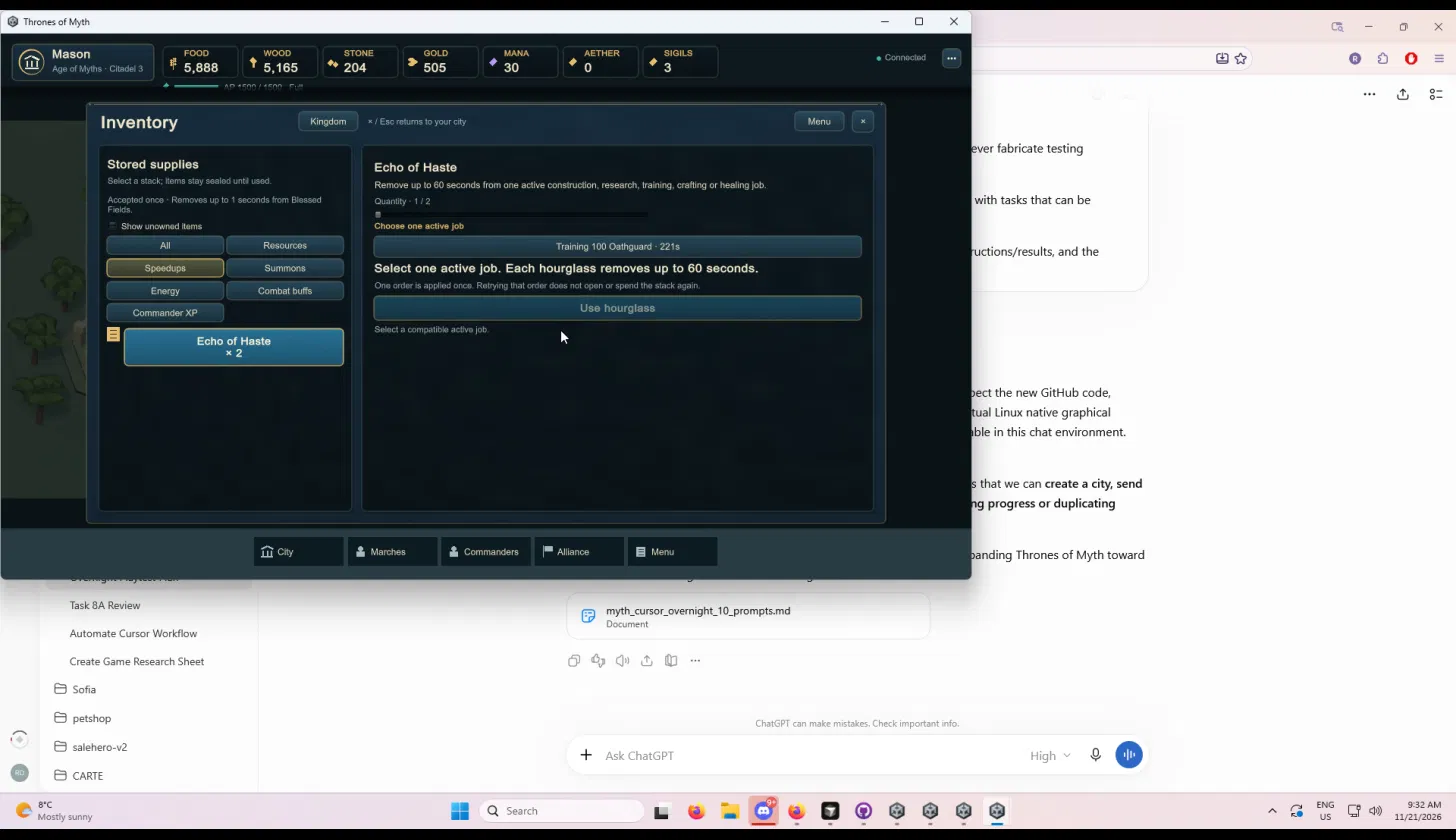 Thrones of Myth
Mason
Age of Myths · Citadel 3
FOOD
5,888
WOOD
5,165
STONE
204
GOLD
505
MANA
30
AETHER
0
SIGILS
3
Connected
AP 1500 / 1500 · Full
Inventory
Kingdom
× / Esc returns to your city
Menu
×
Stored supplies
Select a stack; items stay sealed until used.
Accepted once · Removes up to 1 seconds from Blessed
Fields.
Show unowned items
All
Resources
Speedups
Summons
Energy
Combat buffs
Commander XP
Echo of Haste
× 2
Echo of Haste
Remove up to 60 seconds from one active construction, research, training, crafting or healing job.
Quantity · 1 / 2
Choose one active job
Training 100 Oathguard · 221s
Select one active job. Each hourglass removes up to 60 seconds.
One order is applied once. Retrying that order does not open or spend the stack again.
Use hourglass
Select a compatible active job.
City
Marches
Commanders
Alliance
Menu
ever fabricate testing
with tasks that can be
ructions/results, and the
pect the new GitHub code,
tual Linux native graphical
able in this chat environment.
s that we can create a city, send
ng progress or duplicating
panding Thrones of Myth toward
Task 8A Review
Automate Cursor Workflow
Create Game Research Sheet
Sofia
petshop
salehero-v2
CARTE
RD
myth_cursor_overnight_10_prompts.md
Document
ChatGPT can make mistakes. Check important info.
Ask ChatGPT
High
8°C
Mostly sunny
Search
9+
ENG
US
9:32 AM
11/21/2026